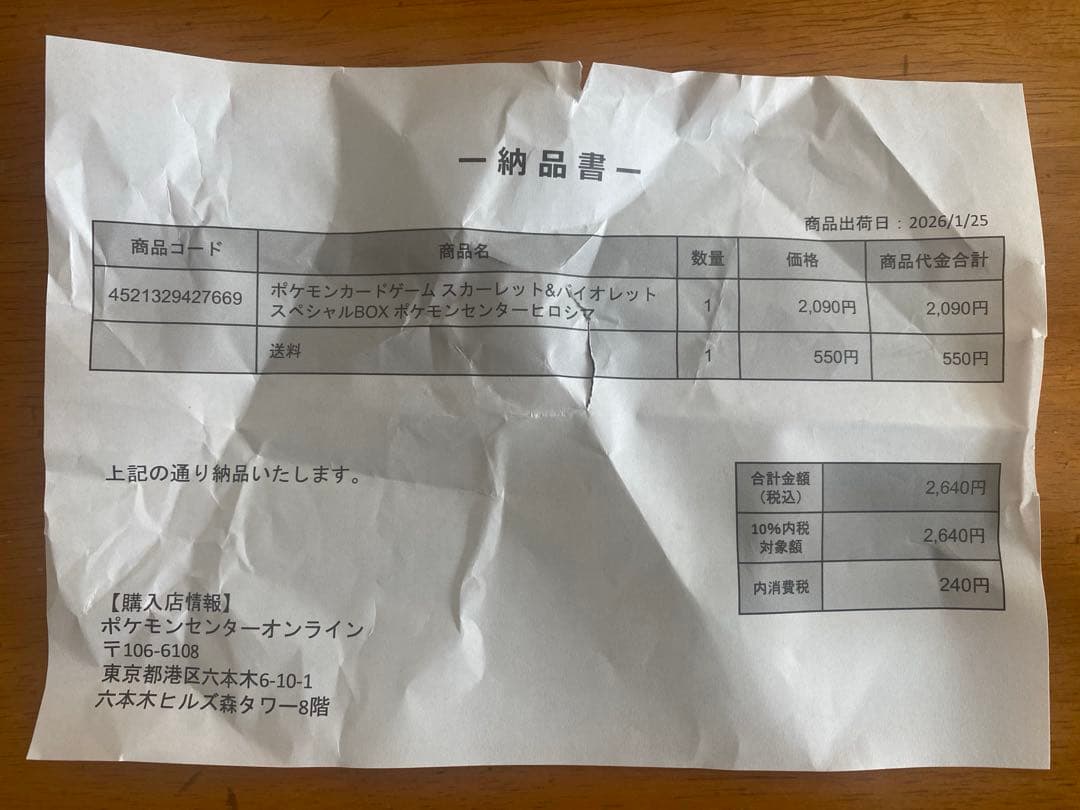 ー納品書ー
商品出荷日：2026/1/25
商品コード 商品名 数量 価格 商品代金合計
4521329427669 ポケモンカードゲーム スカーレット&バイオレット 1 2,090円 2,090円
スペシャルBOX ポケモンセンターヒロシマ
送料 1 550円 550円
上記の通り納品いたします。
合計金額 2,640円
（税込）
10%内税 2,640円
対象額
内消費税 240円
【購入店情報】
ポケモンセンターオンライン
〒106-6108
東京都港区六本木6-10-1
六本木ヒルズ森タワー8階